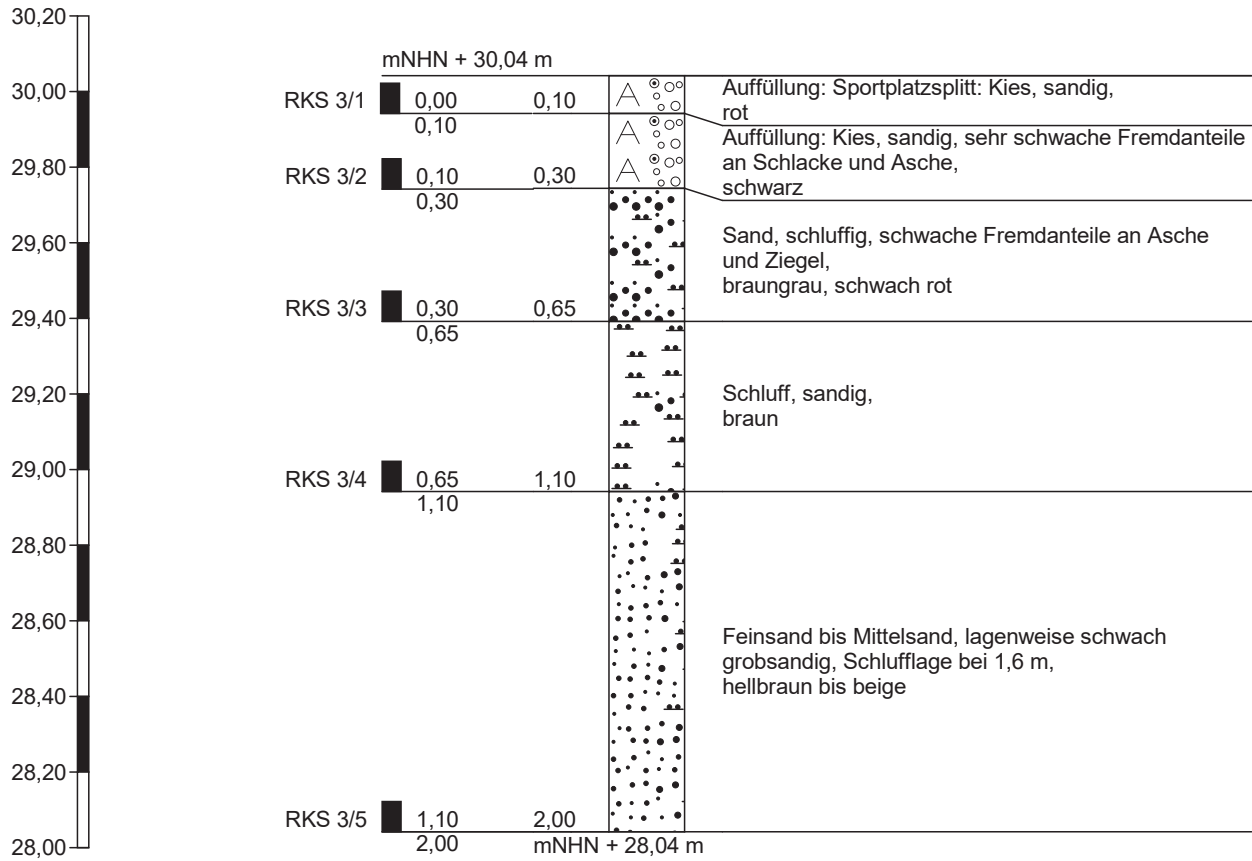 30,20
mNHN + 30,04 m
30,00
RKS 3/1 0,00 0,10
0,10
A
Auffüllung: Sportplatzsplitt: Kies, sandig,
rot
A
A
Auffüllung: Kies, sandig, sehr schwache Fremdanteile
an Schlacke und Asche,
schwarz
29,80
RKS 3/2 0,10 0,30
0,30
29,60
Sand, schluffig, schwache Fremdanteile an Asche
und Ziegel,
braungrau, schwach rot
RKS 3/3 0,30 0,65
0,65
29,40
29,20
Schluff, sandig,
braun
29,00
RKS 3/4 0,65 1,10
1,10
28,80
28,60
Feinsand bis Mittelsand, lagenweise schwach
grobsandig, Schlufflage bei 1,6 m,
hellbraun bis beige
28,40
28,20
RKS 3/5 1,10 2,00
2,00
mNHN + 28,04 m
28,00